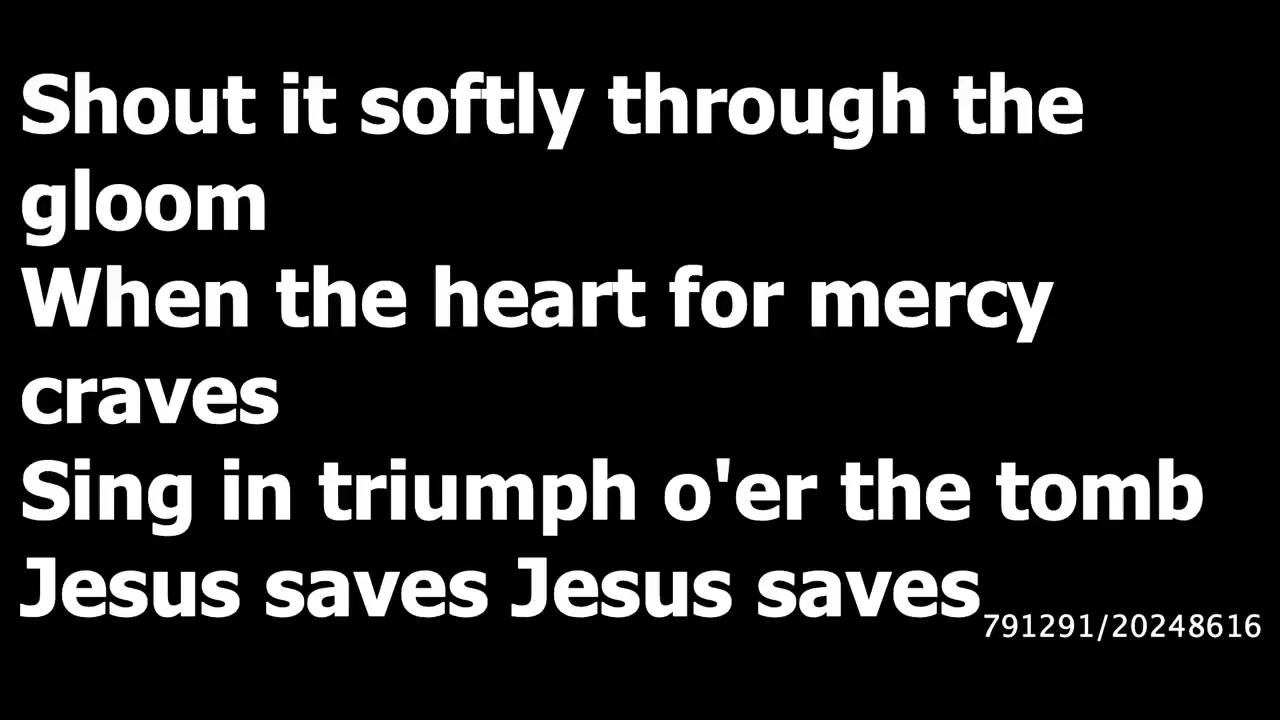 Shout it softly through the
gloom
When the heart for mercy
craves
Sing in triumph o'er the tomb
Jesus saves Jesus saves
791291/20248616